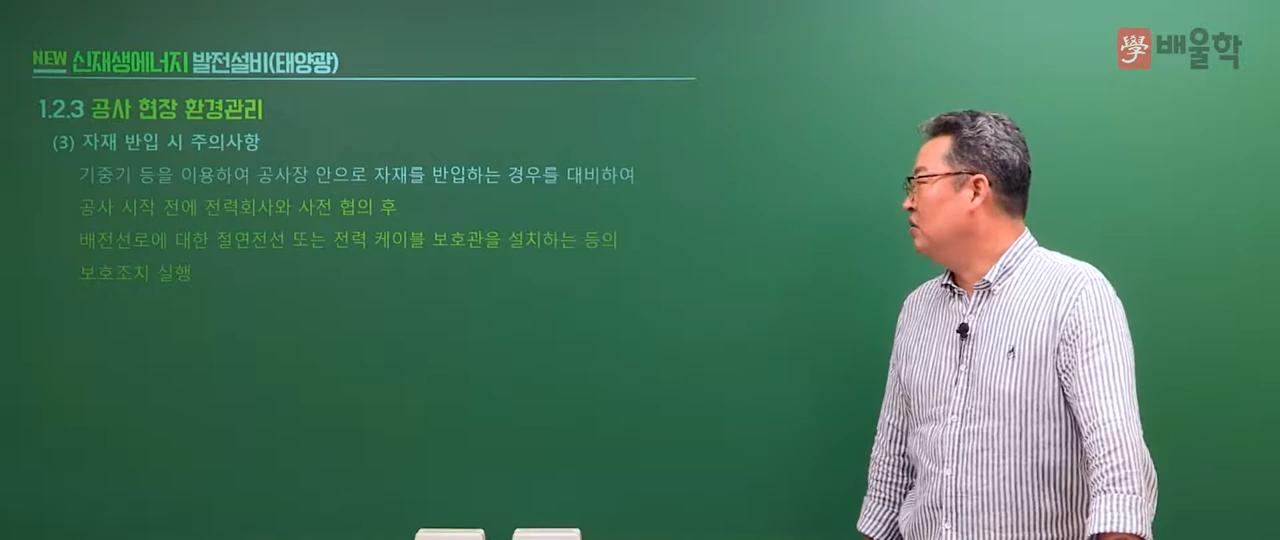 NEW 신재생에너지 발전설비(태양광)
學 배울학
1.2.3 공사 현장 환경관리
(3) 자재 반입 시 주의사항
기중기 등을 이용하여 공사장 안으로 자재를 반입하는 경우를 대비하여
공사 시작 전에 전력회사와 사전 협의 후
배전선로에 대한 절연전선 또는 전력 케이블 보호관을 설치하는 등의
보호조치 실행